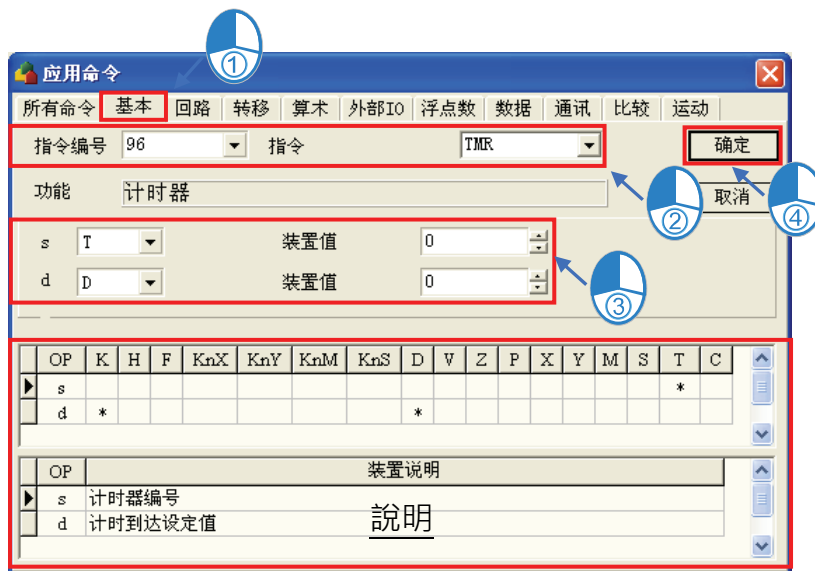 ①
应用命令
所有命令 基本 回路 转移 算术 外部IO 浮点数 数据 通讯 比较 运动
指令编号 96 指令 TMR 确定
②
④
功能 计时器 取消
s T 装置值 0
③
d D 装置值 0
OP K H F KnX KnY KnM KnS D V Z P X Y M S T C
s *
d * *
OP 装置说明
s 计时器编号
d 计时到达设定值
說明